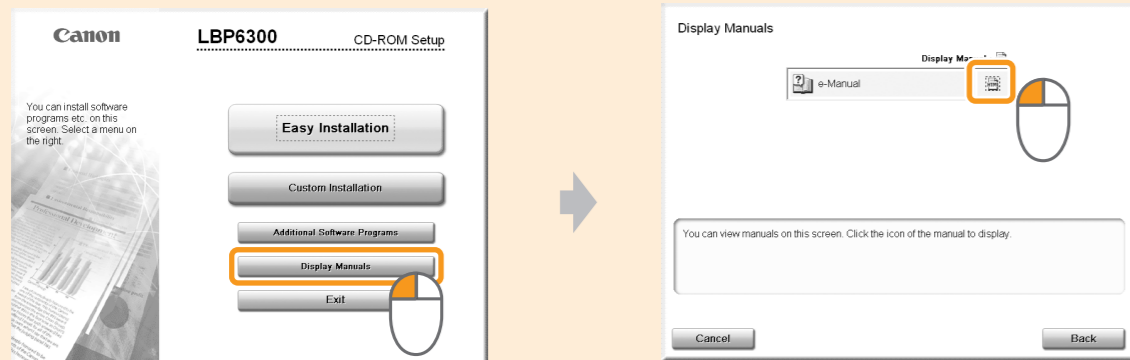 Canon
LBP6300
CD-ROM Setup
You can install software
programs etc. on this
screen. Select a menu on
the right.
Easy Installation
Custom Installation
Additional Software Programs
Display Manuals
Exit
Display Manuals
Display
e-Manual
You can view manuals on this screen. Click the icon of the manual to display.
Cancel
Back